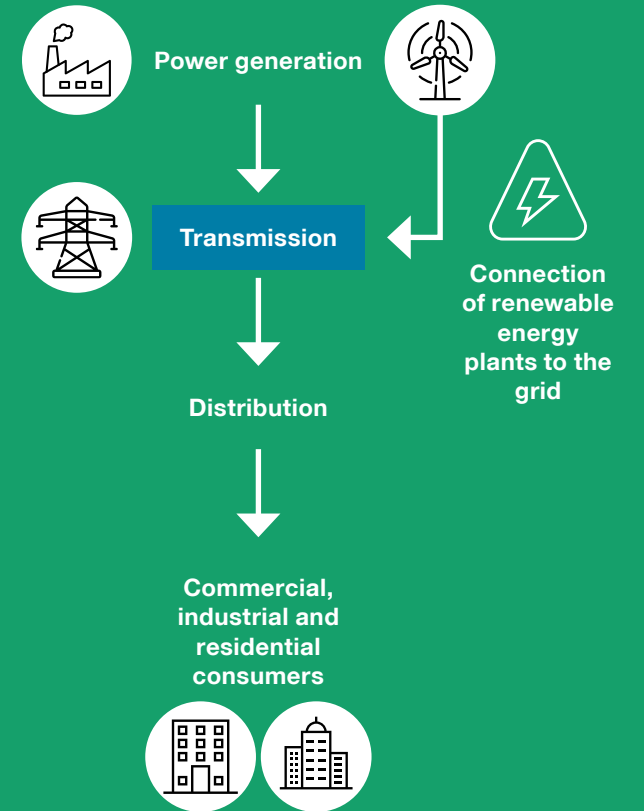 Power generation
Transmission
Connection
of renewable
energy
plants to the
grid
Distribution
Commercial,
industrial and
residential
consumers